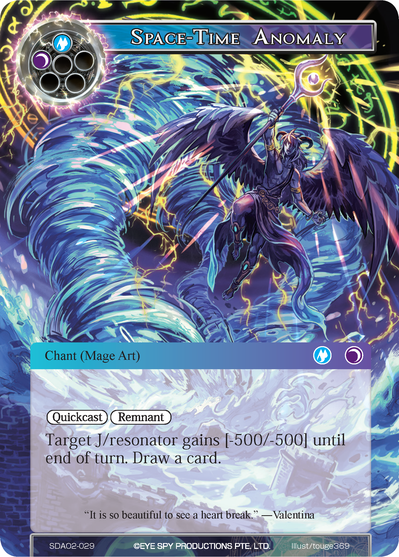 Space-Time Anomaly
Chant (Mage Art)
Quickcast Remnant
Target J/resonator gains [-500/-500] until
end of turn. Draw a card.
“It is so beautiful to see a heart break.” —Valentina
SDAO2-029 ©EYE SPY PRODUCTIONS PTE. LTD. Illust/touge369